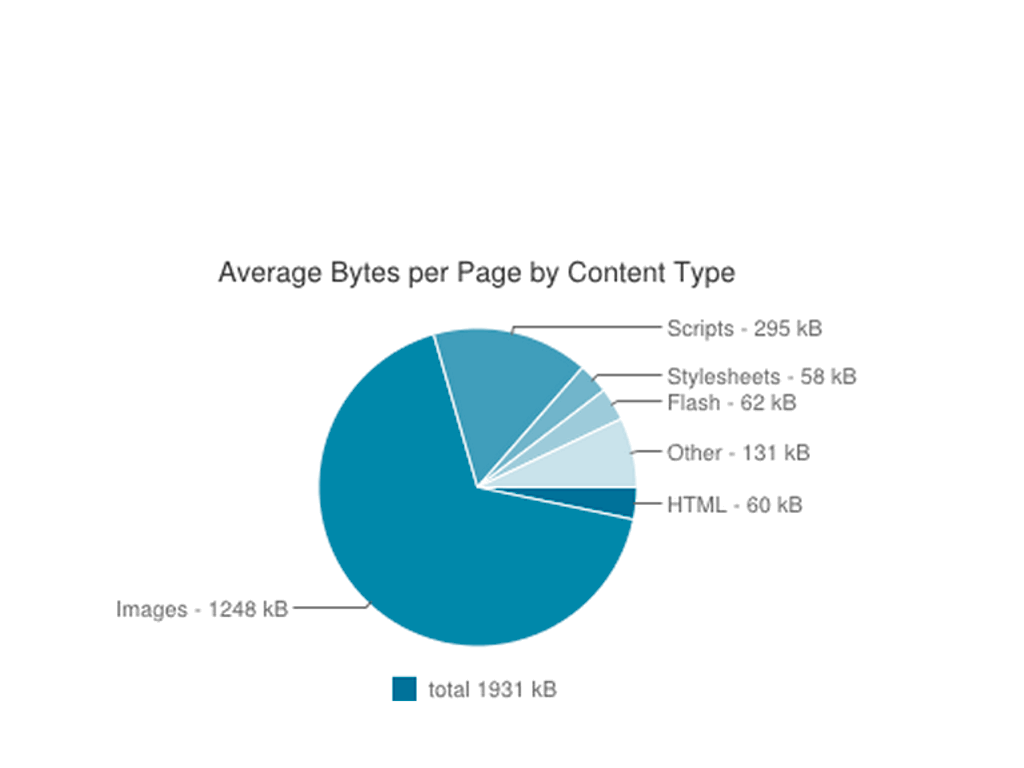 Average Bytes per Page by Content Type
Scripts - 295 kB
Stylesheets - 58 kB
Flash - 62 kB
Other - 131 kB
HTML - 60 kB
Images - 1248 kB
total 1931 kB